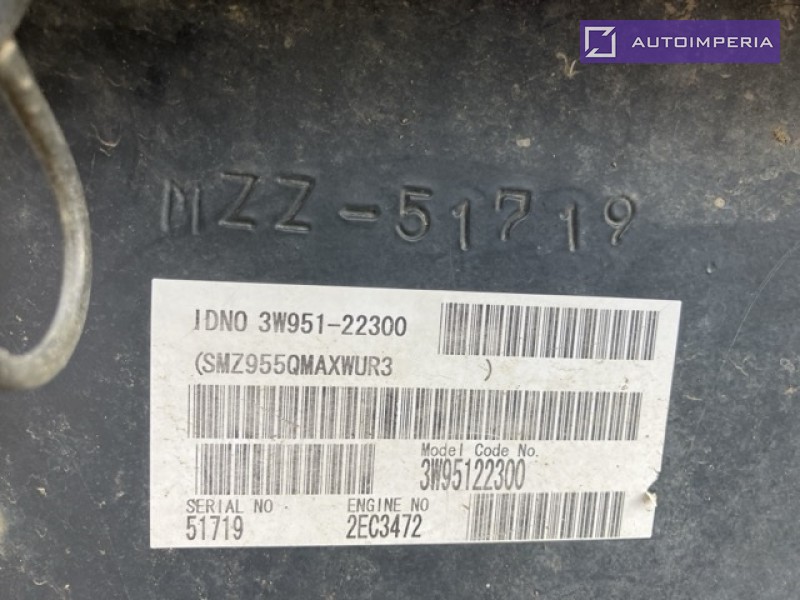 AUTOIMPERIA
MZZ-51719
IDNO 3W951-22300
(SMZ955QMAXWUR3 )
Model Code No.
3W95122300
SERIAL NO ENGINE NO
51719 2EC3472